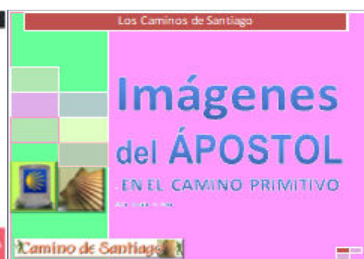 Los Caminos de Santiago
Imágenes
del ÁPOSTOL
EN EL CAMINO PRIMITIVO
Camino de Santiago